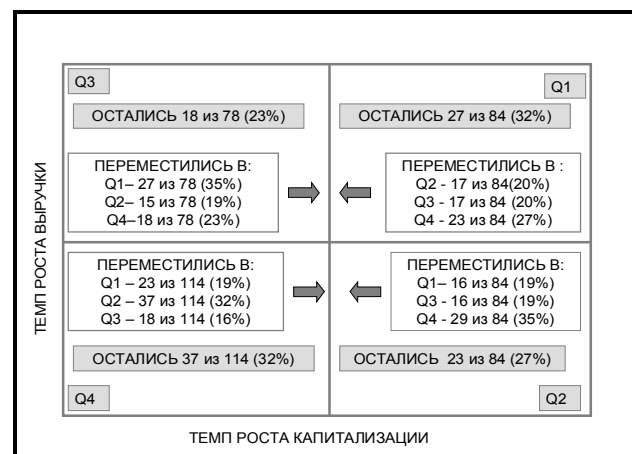 Q3
ОСТАЛИСЬ 18 из 78 (23%)
ПЕРЕМЕСТИЛИСЬ В:
Q1– 27 из 78 (35%)
Q2– 15 из 78 (19%)
Q4–18 из 78 (23%)
Q1
ОСТАЛИСЬ 27 из 84 (32%)
ПЕРЕМЕСТИЛИСЬ В :
Q2 - 17 из 84(20%)
Q3 - 17 из 84 (20%)
Q4 - 23 из 84 (27%)
ТЕМП РОСТА ВЫРУЧКИ
ПЕРЕМЕСТИЛИСЬ В:
Q1 – 23 из 114 (19%)
Q2 – 37 из 114 (32%)
Q3 – 18 из 114 (16%)
ОСТАЛИСЬ 37 из 114 (32%)
Q4
ПЕРЕМЕСТИЛИСЬ В:
Q1– 16 из 84 (19%)
Q3 - 16 из 84 (19%)
Q4 - 29 из 84 (35%)
ОСТАЛИСЬ 23 из 84 (27%)
Q2
ТЕМП РОСТА КАПИТАЛИЗАЦИИ